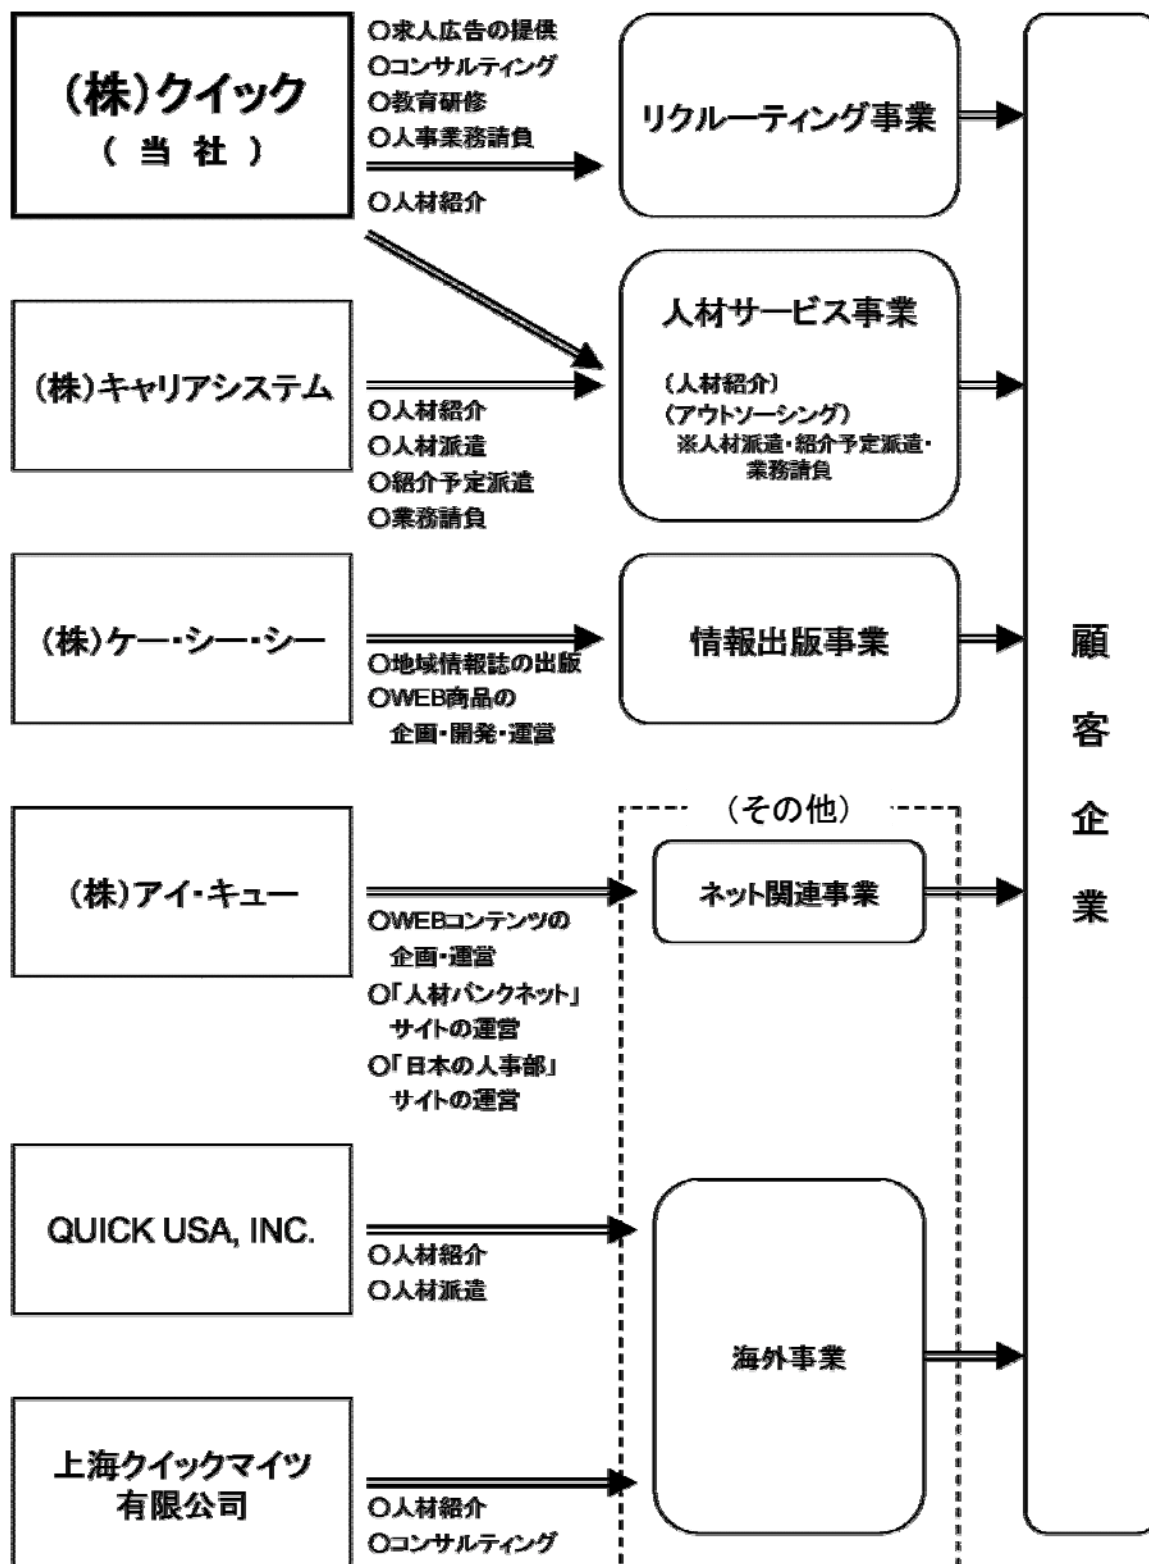 (株)クイック
( 当 社 )
○求人広告の提供
○コンサルティング
○教育研修
○人事業務請負
○人材紹介
リクルーティング事業
(株)キャリアシステム
○人材紹介
○人材派遣
○紹介予定派遣
○業務請負
人材サービス事業
(人材紹介)
(アウトソーシング)
※人材派遣・紹介予定派遣・
業務請負
(株)ケー・シー・シー
○地域情報誌の出版
○WEB商品の
企画・開発・運営
情報出版事業
(株)アイ・キュー
○WEBコンテンツの
企画・運営
○「人材バンクネット」
サイトの運営
○「日本の人事部」
サイトの運営
(その他)
ネット関連事業
QUICK USA, INC.
○人材紹介
○人材派遣
海外事業
上海クイックマイツ
有限公司
○人材紹介
○コンサルティング
顧客企業